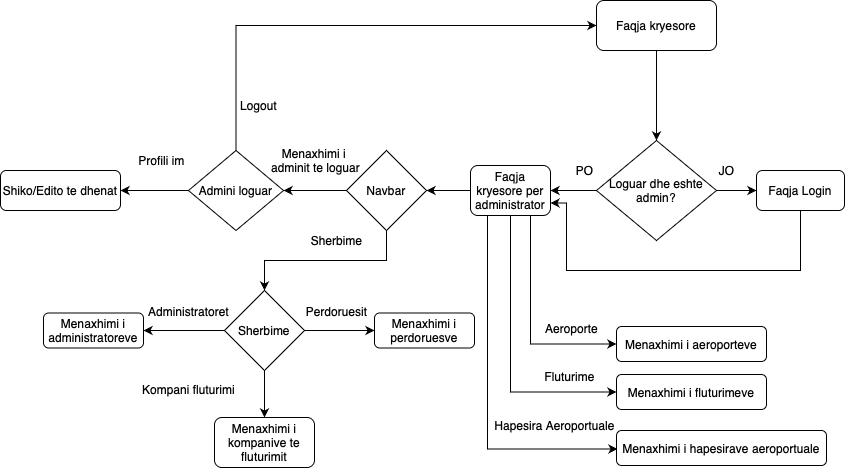 Faqja kryesore
Logout
Profili im
Menaxhimi i
adminit te loguar
PO
JO
Shiko/Edito te dhenat
Admini loguar
Navbar
Faqja
kryesore per
administrator
Loguar dhe eshte
admin?
Faqja Login
Sherbime
Administratoret
Perdoruesit
Menaxhimi i
administratoreve
Sherbime
Menaxhimi i
perdoruesve
Aeroporte
Menaxhimi i aeroporteve
Kompani fluturimi
Fluturime
Menaxhimi i fluturimeve
Menaxhimi i
kompanive te
fluturimit
Hapesira Aeroportuale
Menaxhimi i hapesirave aeroportuale